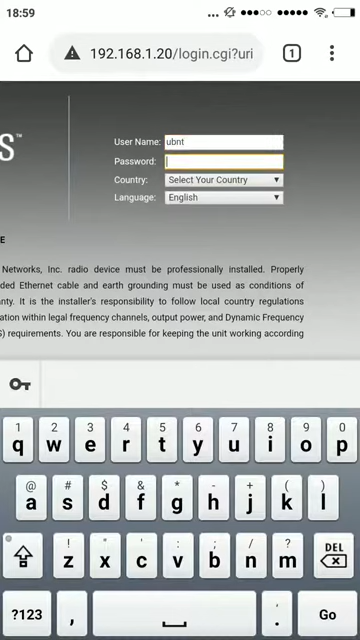 18:59
192.168.1.20/login.cgi?uri
1
S™
User Name: ubnt
Password:
Country: Select Your Country
Language: English
E
Networks, Inc. radio device must be professionally installed. Properly
ded Ethernet cable and earth grounding must be used as conditions of
anty. It is the installer's responsibility to follow local country regulations
ation within legal frequency channels, output power, and Dynamic Frequency
S) requirements. You are responsible for keeping the unit working according
1 2 3 4 5 6 7 8 9 0
q w e r t y u i o p
@ # $ & * - + ( )
a s d f g h j k l
! " ' : ; / ?
z x c v b n m DEL
?123 , . Go